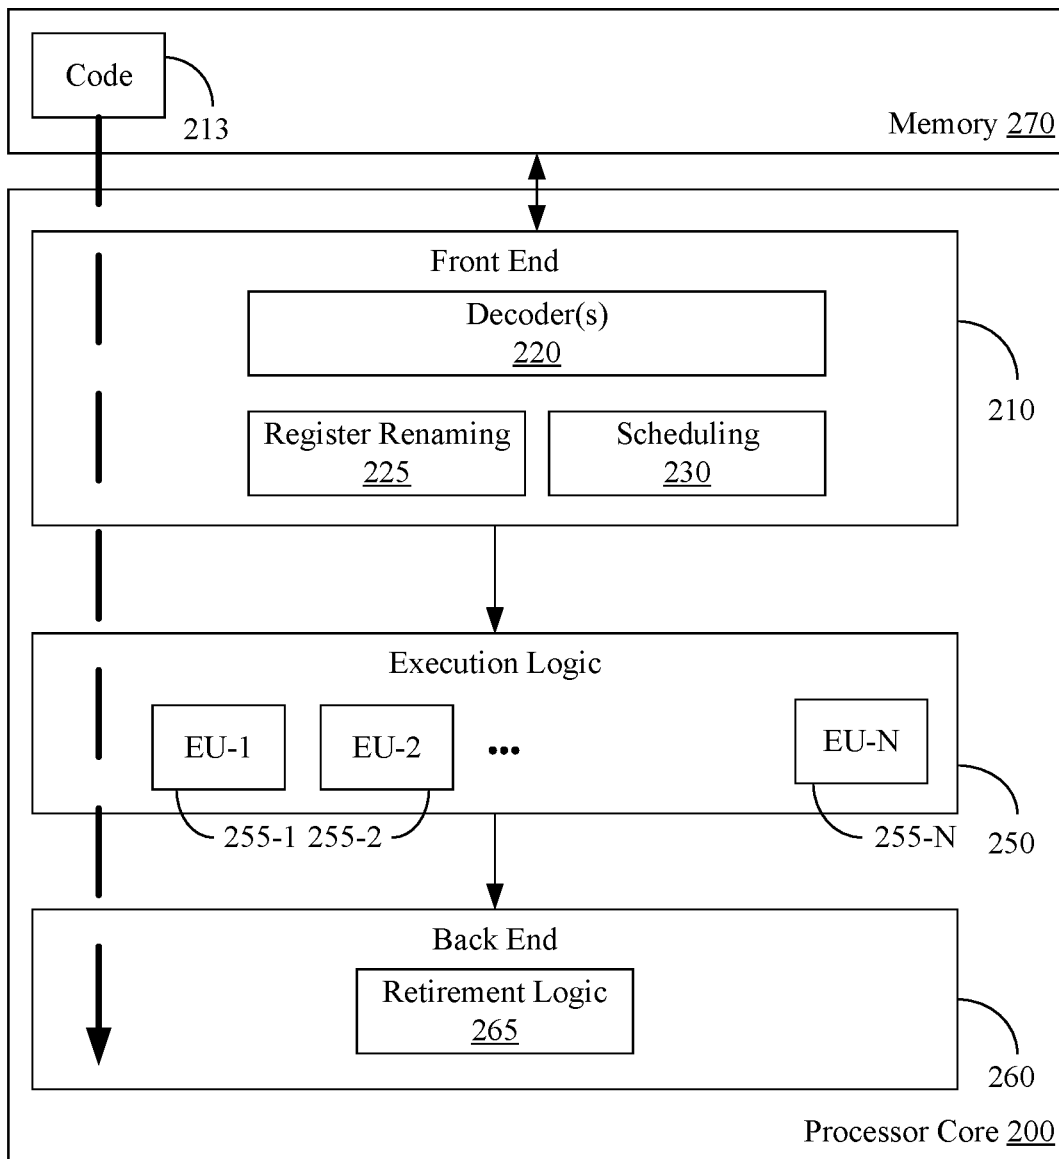 Code
213
Memory 270
Front End
Decoder(s)
220
210
Register Renaming
225
Scheduling
230
Execution Logic
EU-1
EU-2
...
EU-N
255-1
255-2
255-N
250
Back End
Retirement Logic
265
260
Processor Core 200